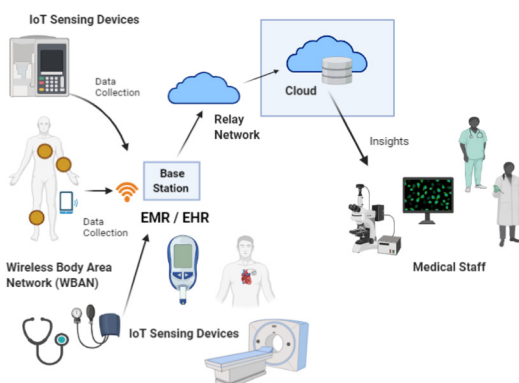 IoT Sensing Devices
Data
Collection
Cloud
Relay
Network
Insights
Base
Station
EMR / EHR
Data
Collection
Wireless Body Area
Network (WBAN)
Medical Staff
IoT Sensing Devices